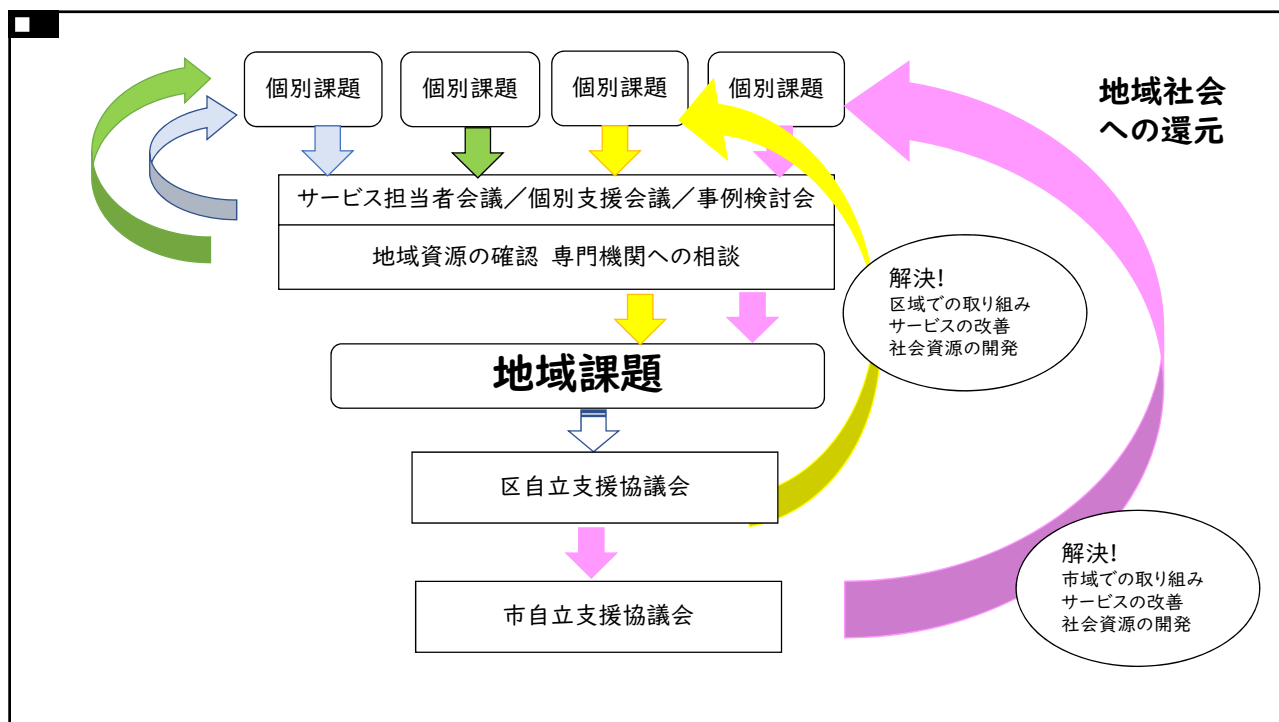 個別課題
個別課題
個別課題
個別課題
地域社会
への還元
サービス担当者会議／個別支援会議／事例検討会
地域資源の確認 専門機関への相談
解決!
区域での取り組み
サービスの改善
社会資源の開発
地域課題
区自立支援協議会
解決!
市域での取り組み
サービスの改善
社会資源の開発
市自立支援協議会